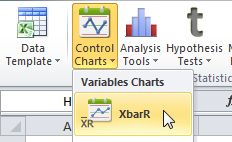 Data Template
Control Charts
Analysis Tools
Hypothesis Tests
Statistic
Variables Charts
XR
XbarR
H
A